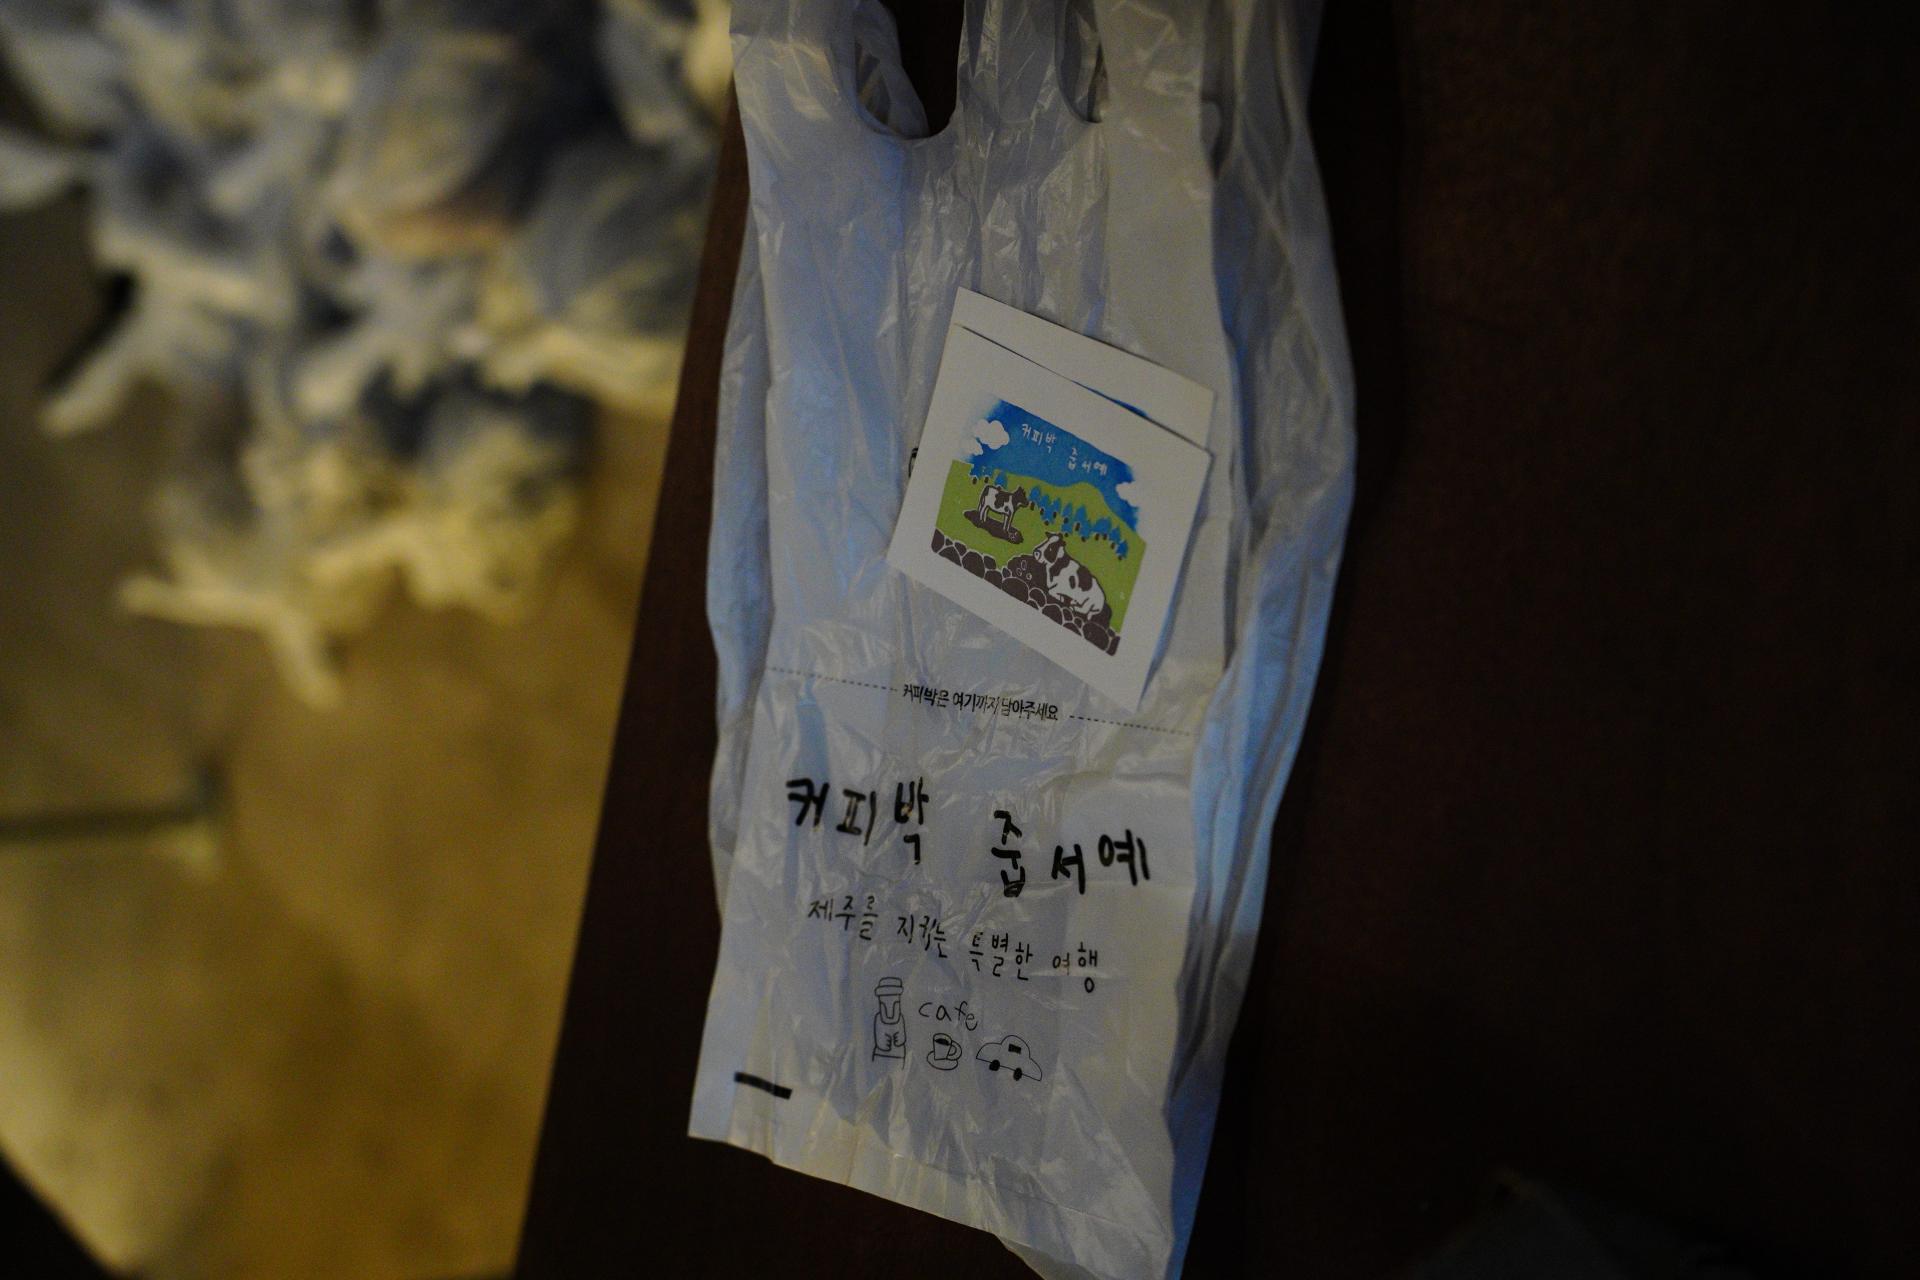 커피박
줍서예
커피박은 여기까지 담아주세요
커피박 줍서예
제주를 지키는 특별한 여행
cafe